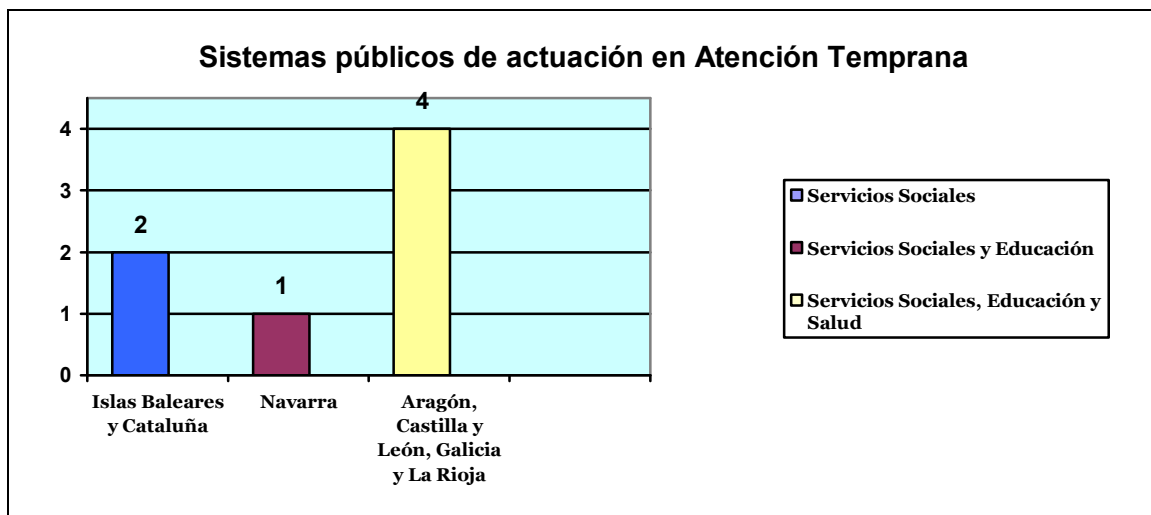 Sistemas públicos de actuación en Atención Temprana
4
4
3
2
2
1
1
0
Islas Baleares
y Cataluña
Navarra
Aragón,
Castilla y
León, Galicia
y La Rioja
Servicios Sociales
Servicios Sociales y Educación
Servicios Sociales, Educación y
Salud